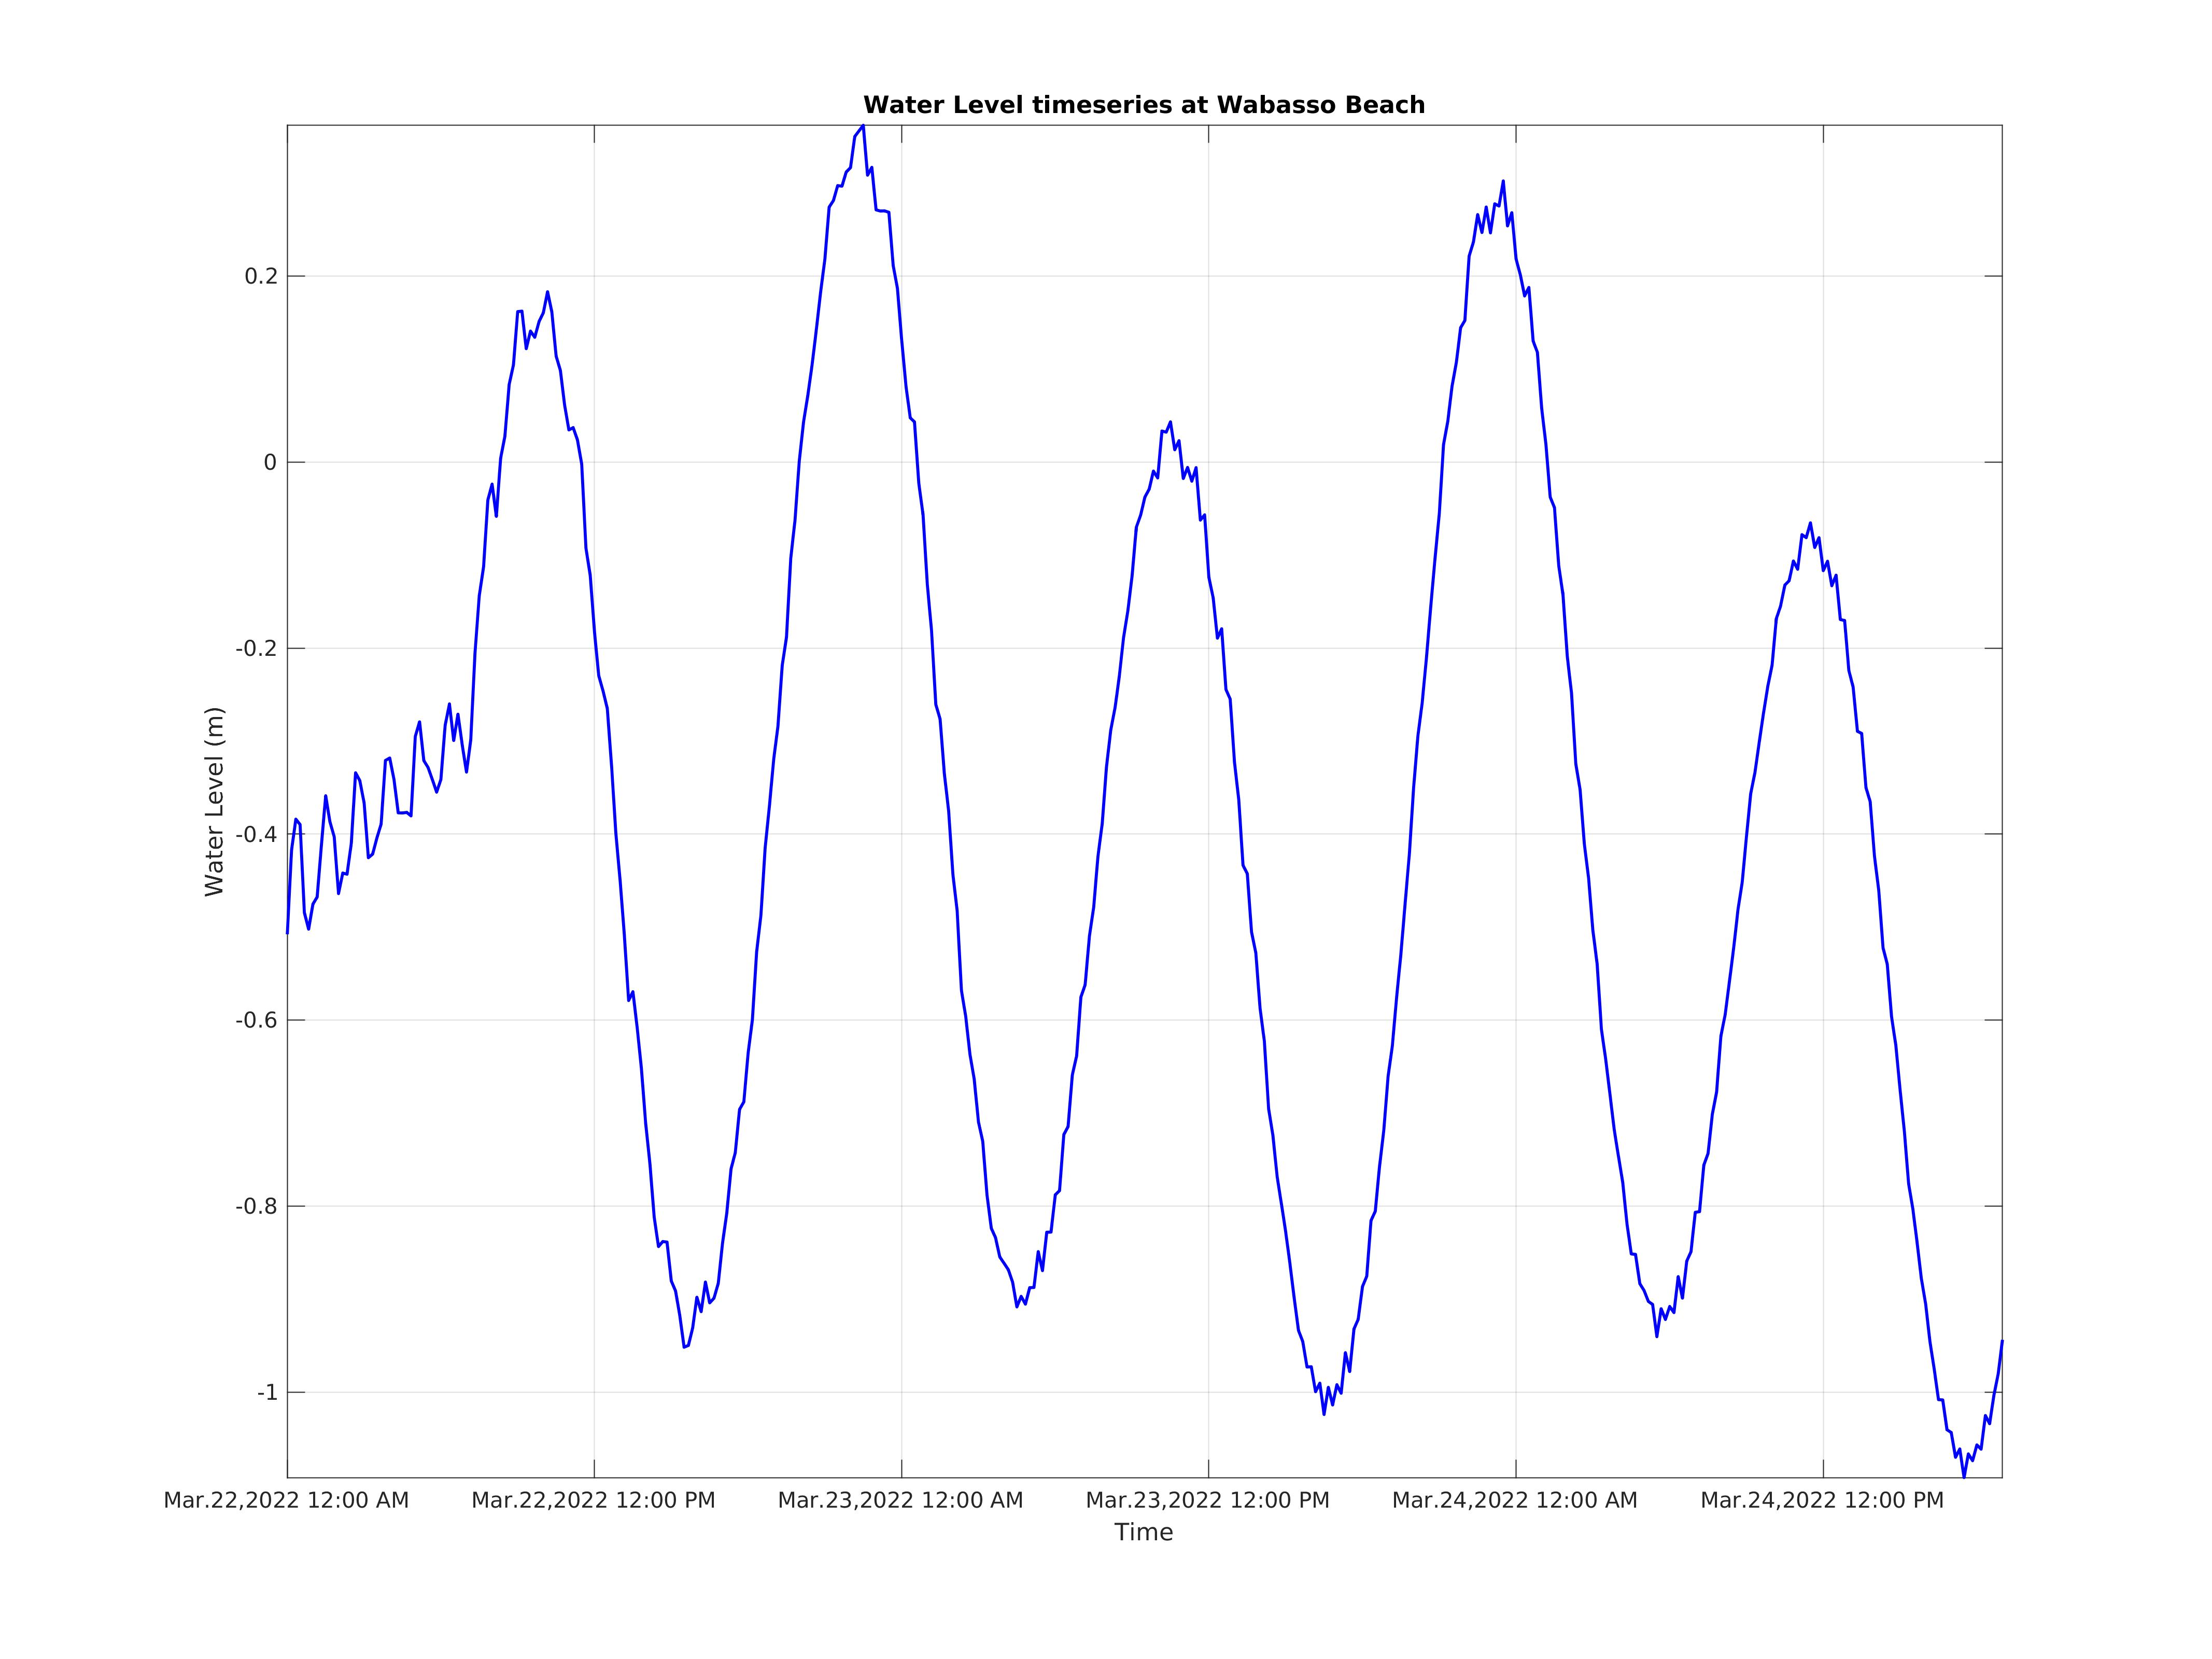 Water Level timeseries at Wabasso Beach
0.2
0
-0.2
-0.4
-0.6
-0.8
-1
Water Level (m)
Mar.22,2022 12:00 AM Mar.22,2022 12:00 PM Mar.23,2022 12:00 AM Mar.23,2022 12:00 PM Mar.24,2022 12:00 AM Mar.24,2022 12:00 PM
Time